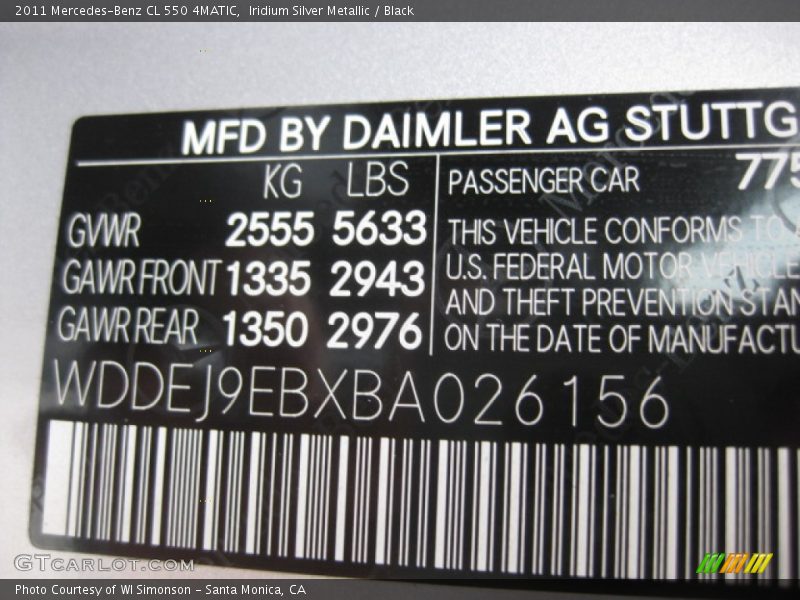 2011 Mercedes-Benz CL 550 4MATIC,  Iridium Silver Metallic / Black
MFD BY DAIMLER AG STUTTG
KG LBS
GVWR 2555 5633
GAWR FRONT 1335 2943
GAWR REAR 1350 2976
PASSENGER CAR 775
THIS VEHICLE CONFORMS TO A
U.S. FEDERAL MOTOR VEHICLE
AND THEFT PREVENTION STAN
ON THE DATE OF MANUFACTU
WDDEJ9EBXBA026156
GTCARLOT.COM
Photo Courtesy of WI Simonson - Santa Monica, CA